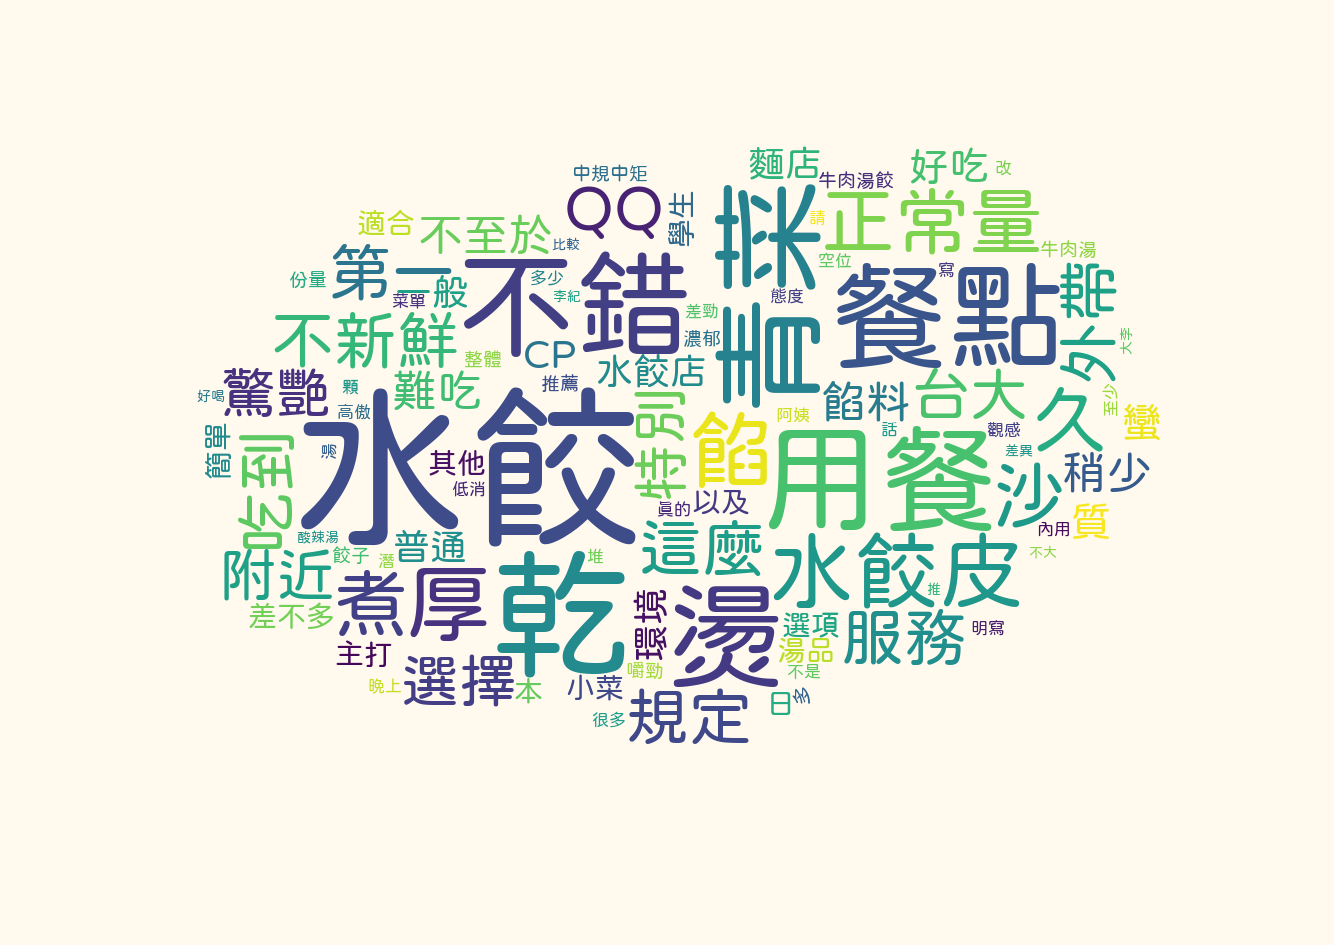 麵店
好吃
改
中規中矩
牛肉湯餃
QQ
學生
青菜
正常量
請
適合
不至於
比較
空位
牛肉湯
第一
一般
份量
菜單
不錯
多少
李紀
態度
餐點
寫
常
外
不新鮮
CP
差勁
濃郁
大李
整體
水餃店
推薦
驚艷
好喝
顆
難吃
高傲
特別
餡料
台大
久
至少
阿姨
蠻
簡單
吃到
水餃
湯
其他
低消
餡
用餐
話
觀感
差異
沙
稍少
真的
以及
內用
質
酸辣湯
餃子
潛
普通
這麼
水餃皮
不大
附近
堆
推
差不多
煮
厚
乾
環境
燙
選項
服務
明寫
主打
湯品
選擇
嚼勁
不是
晚上
本
小菜
日
多
很多
規定